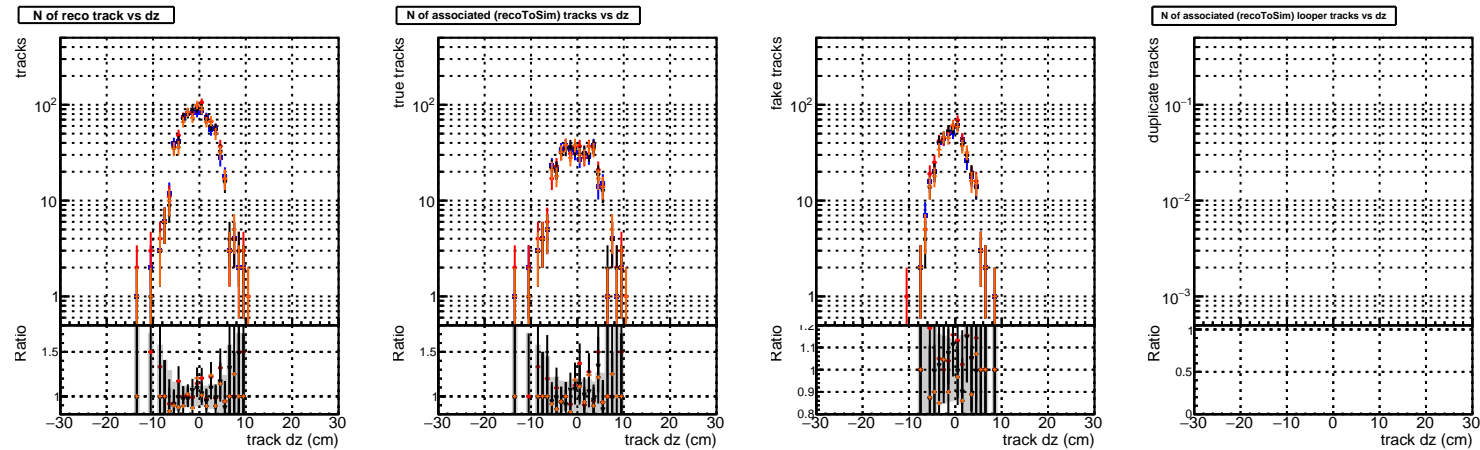 N of reco track vs dz
tracks
10²
10
1
Ratio
1.5
1
−30 −20 −10 0 10 20 30
track dz (cm)
N of associated (recoToSim) tracks vs dz
true tracks
10²
10
1
Ratio
1.5
1
−30 −20 −10 0 10 20 30
track dz (cm)
fake tracks
10²
10
1
Ratio
1.2
1.1
1
0.9
0.8
−30 −20 −10 0 10 20 30
track dz (cm)
N of associated (recoToSim) looper tracks vs dz
duplicate tracks
10⁻¹
10⁻²
10⁻³
Ratio
1
0.5
0
−30 −20 −10 0 10 20 30
track dz (cm)